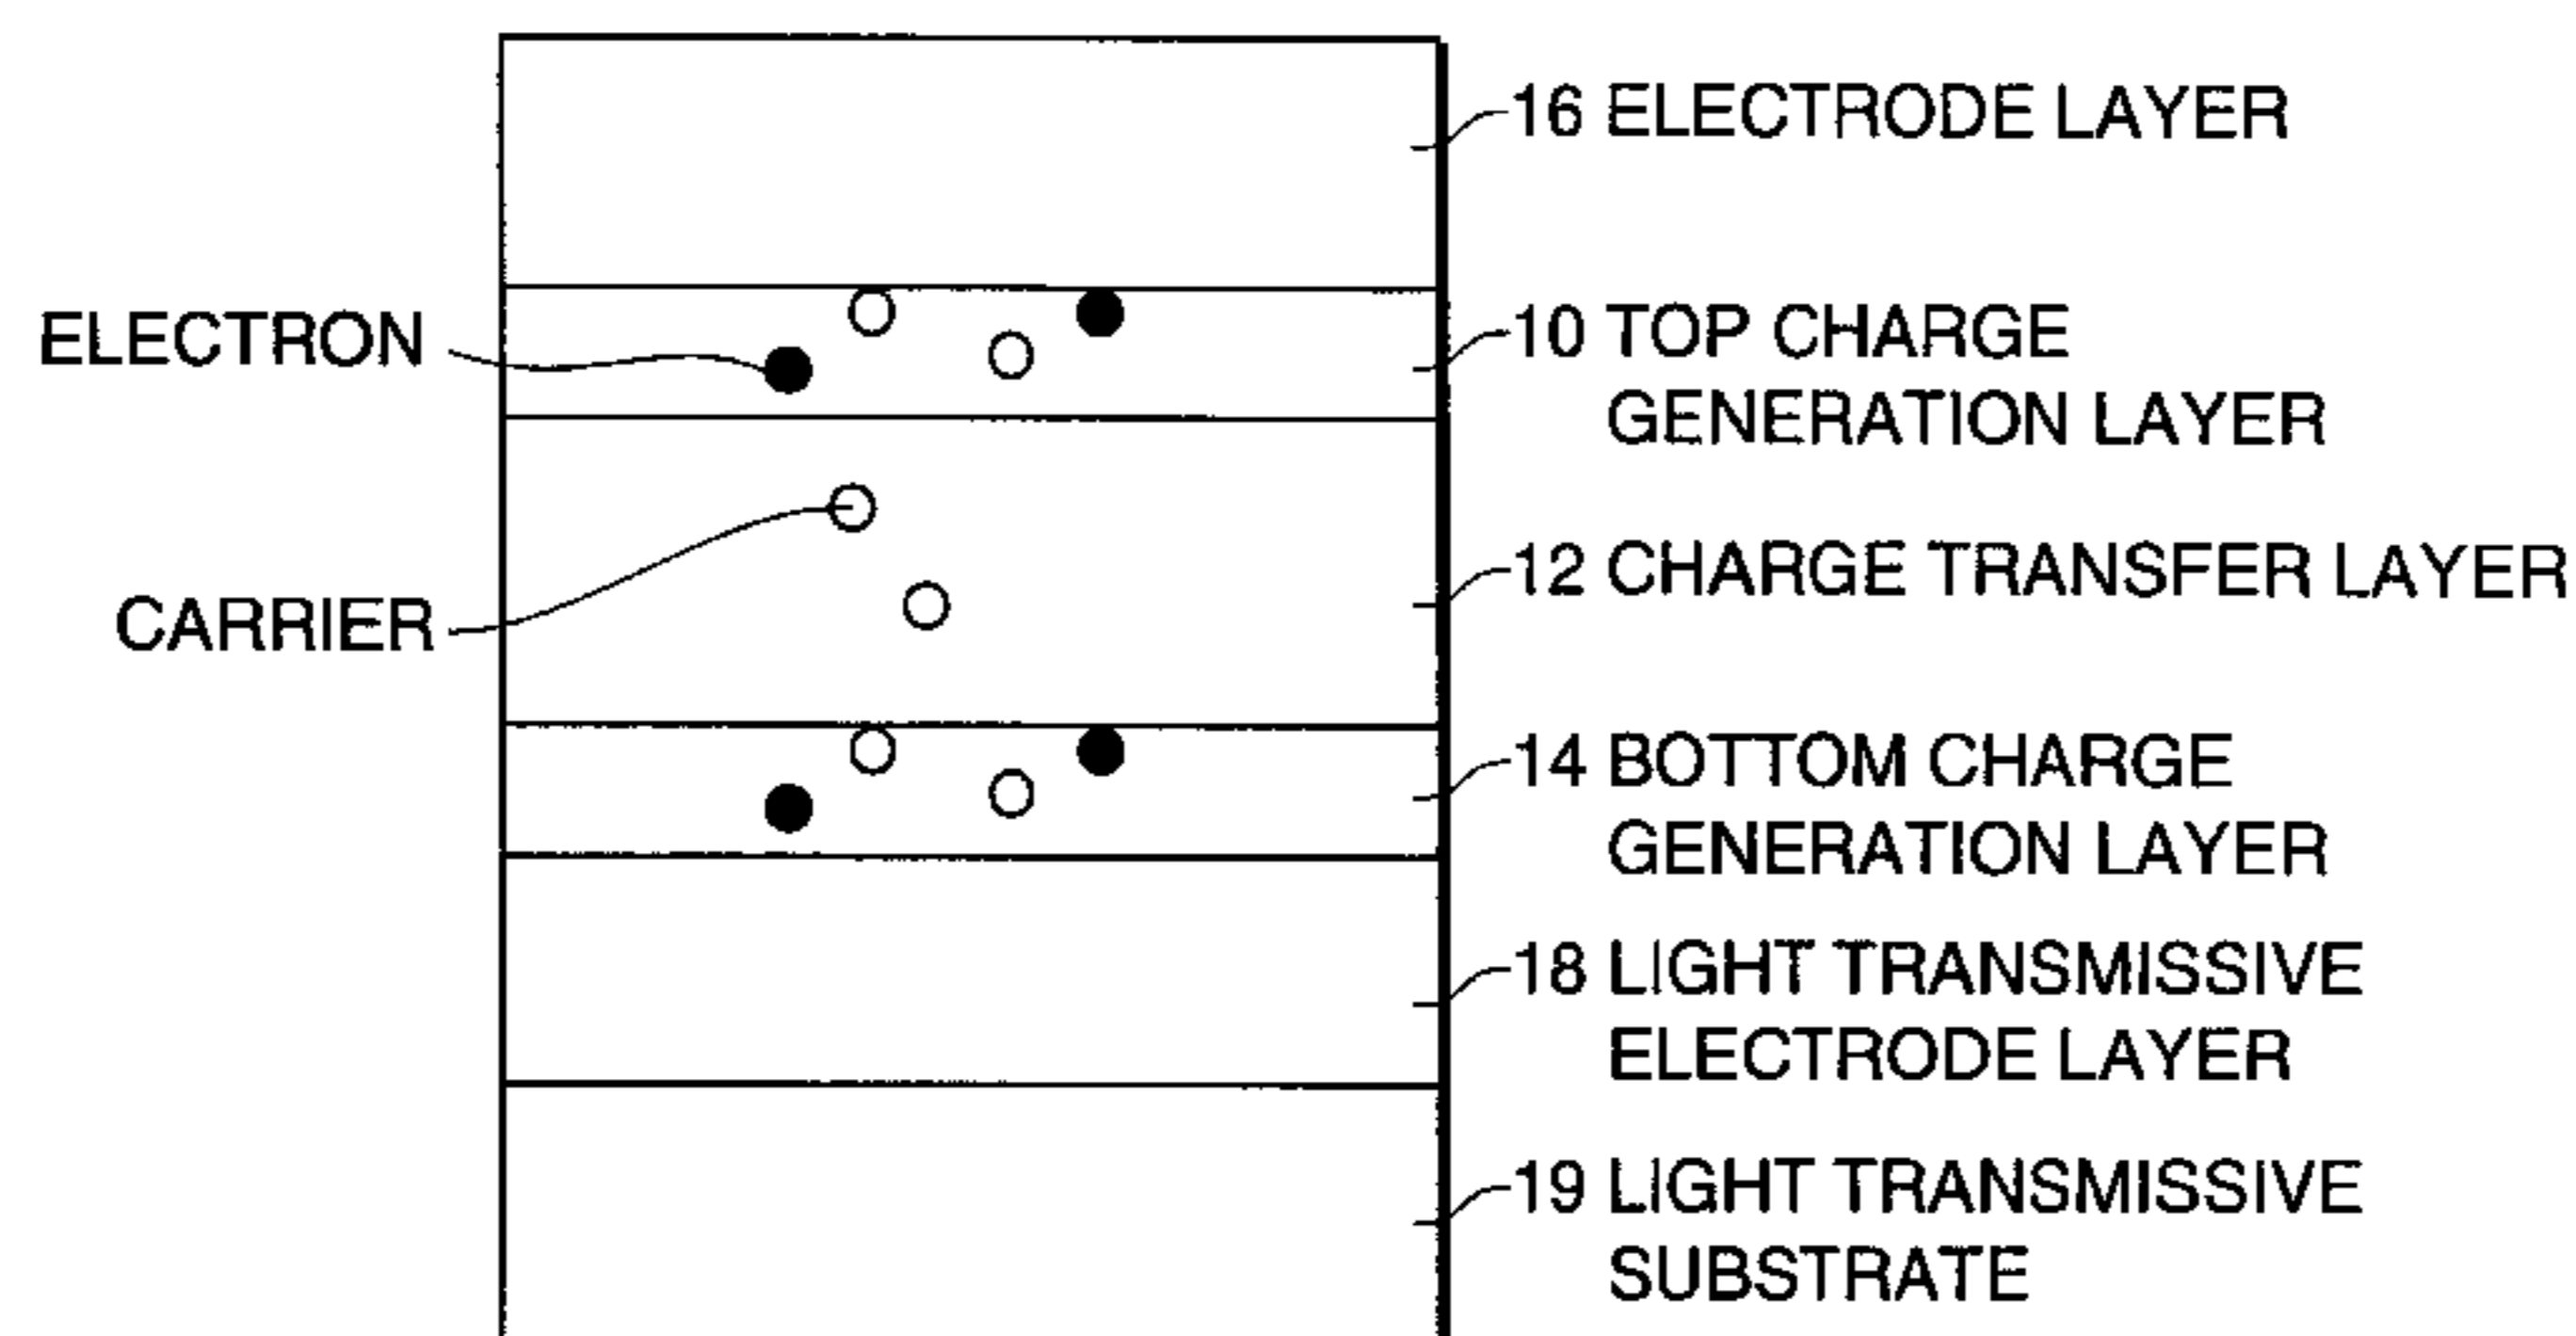 16 ELECTRODE LAYER
ELECTRON
10 TOP CHARGE
GENERATION LAYER
CARRIER
12 CHARGE TRANSFER LAYER
14 BOTTOM CHARGE
GENERATION LAYER
18 LIGHT TRANSMISSIVE
ELECTRODE LAYER
19 LIGHT TRANSMISSIVE
SUBSTRATE